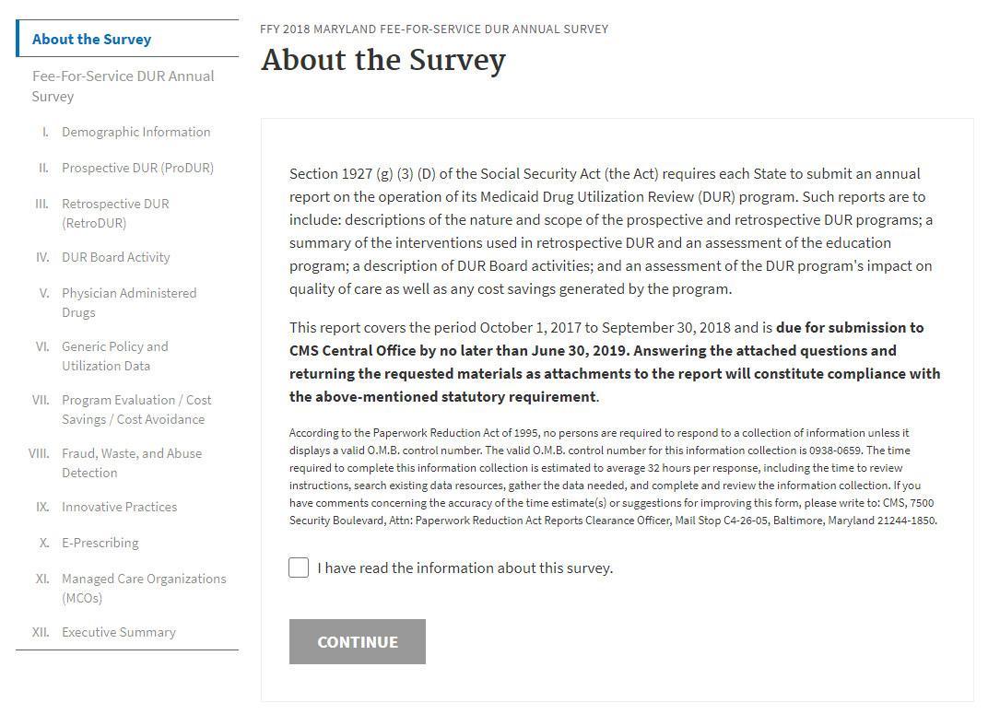 About the Survey
Fee-For-Service DUR Annual
Survey
I. Demographic Information
II. Prospective DUR (ProDUR)
III. Retrospective DUR
(RetroDUR)
IV. DUR Board Activity
V. Physician Administered
Drugs
VI. Generic Policy and
Utilization Data
VII. Program Evaluation / Cost
Savings / Cost Avoidance
VIII. Fraud, Waste, and Abuse
Detection
IX. Innovative Practices
X. E-Prescribing
XI. Managed Care Organizations
(MCOs)
XII. Executive Summary
FFY 2018 MARYLAND FEE-FOR-SERVICE DUR ANNUAL SURVEY
About the Survey
Section 1927 (g) (3) (D) of the Social Security Act (the Act) requires each State to submit an annual
report on the operation of its Medicaid Drug Utilization Review (DUR) program. Such reports are to
include: descriptions of the nature and scope of the prospective and retrospective DUR programs; a
summary of the interventions used in retrospective DUR and an assessment of the education
program; a description of DUR Board activities; and an assessment of the DUR program's impact on
quality of care as well as any cost savings generated by the program.
This report covers the period October 1, 2017 to September 30, 2018 and is due for submission to
CMS Central Office by no later than June 30, 2019. Answering the attached questions and
returning the requested materials as attachments to the report will constitute compliance with
the above-mentioned statutory requirement.
According to the Paperwork Reduction Act of 1995, no persons are required to respond to a collection of information unless it
displays a valid O.M.B. control number. The valid O.M.B. control number for this information collection is 0938-0659. The time
required to complete this information collection is estimated to average 32 hours per response, including the time to review
instructions, search existing data resources, gather the data needed, and complete and review the information collection. If you
have comments concerning the accuracy of the time estimate(s) or suggestions for improving this form, please write to: CMS, 7500
Security Boulevard, Attn: Paperwork Reduction Act Reports Clearance Officer, Mail Stop C4-26-05, Baltimore, Maryland 21244-1850.
I have read the information about this survey.
CONTINUE